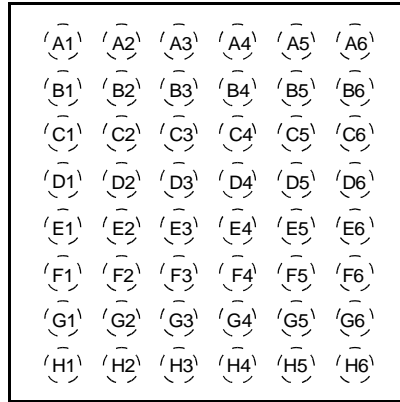 A1 A2 A3 A4 A5 A6
B1 B2 B3 B4 B5 B6
C1 C2 C3 C4 C5 C6
D1 D2 D3 D4 D5 D6
E1 E2 E3 E4 E5 E6
F1 F2 F3 F4 F5 F6
G1 G2 G3 G4 G5 G6
H1 H2 H3 H4 H5 H6